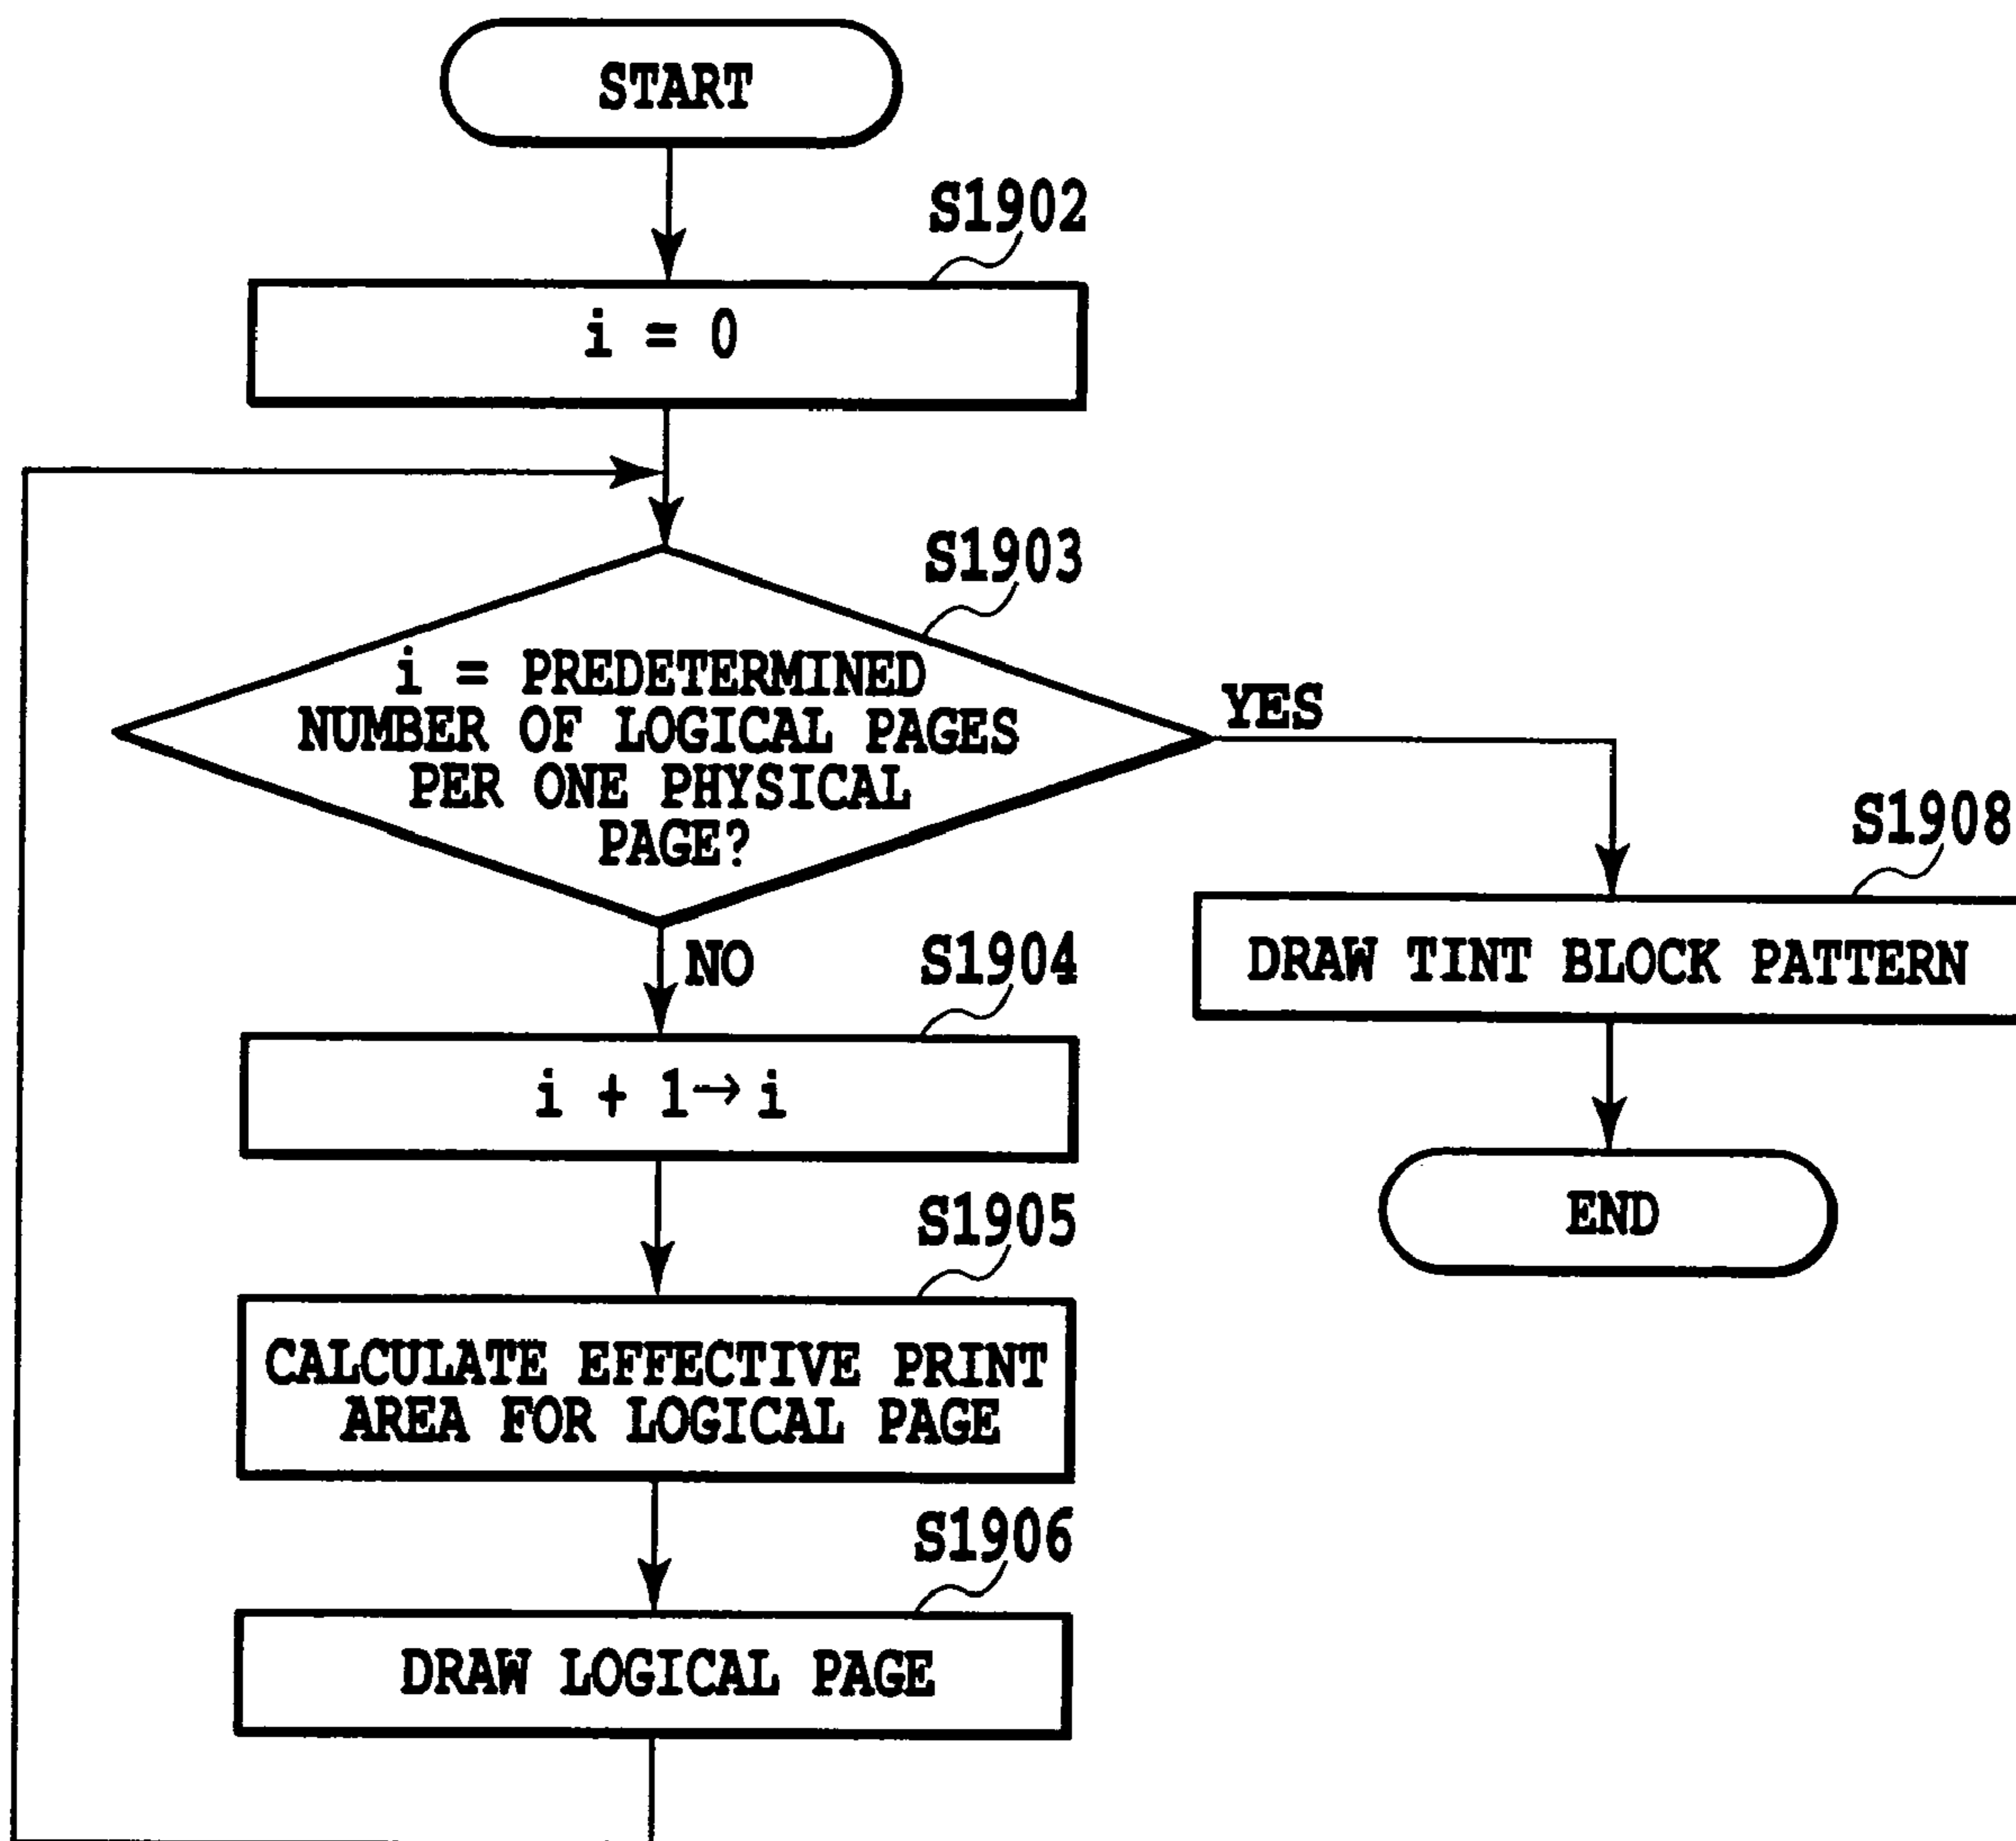 START
S1902
i = 0
S1903
i = PREDETERMINED
NUMBER OF LOGICAL PAGES
PER ONE PHYSICAL
PAGE?
YES
NO
S1904
i + 1→i
S1905
CALCULATE EFFECTIVE PRINT
AREA FOR LOGICAL PAGE
S1906
DRAW LOGICAL PAGE
S1908
DRAW TINT BLOCK PATTERN
END